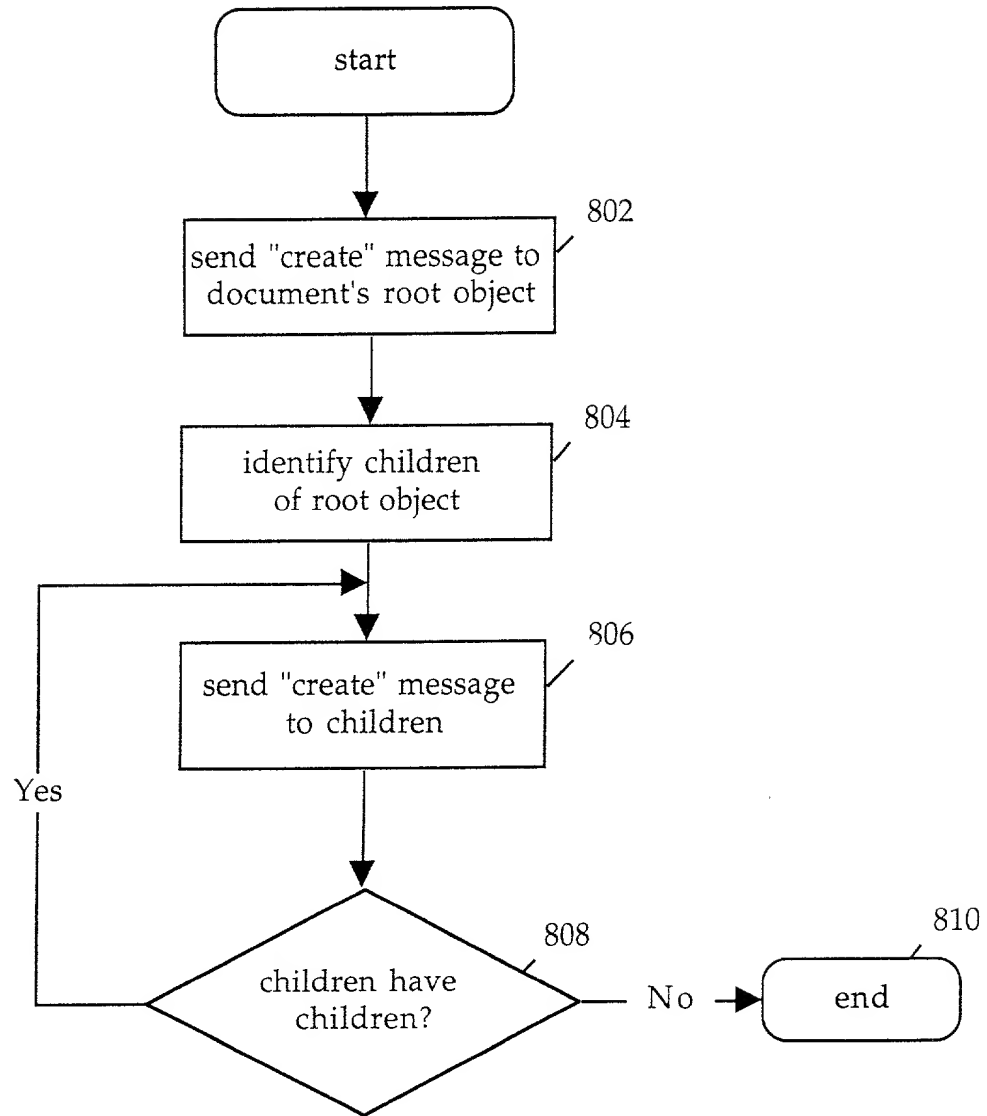 start
802
send "create" message to
document's root object
804
identify children
of root object
806
send "create" message
to children
Yes
808
children have
children?
No
810
end